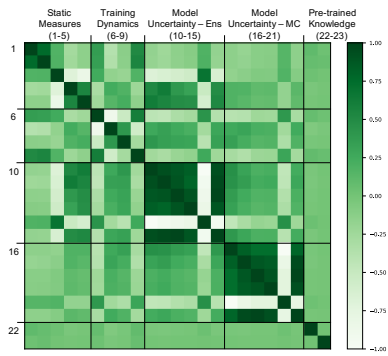 Static Measures (1-5)
Training Dynamics (6-9)
Model Uncertainty – Ens (10-15)
Model Uncertainty – MC (16-21)
Pre-trained Knowledge (22-23)
1
6
10
16
22
1.00
0.75
0.50
0.25
0.00
−0.25
−0.50
−0.75
−1.00